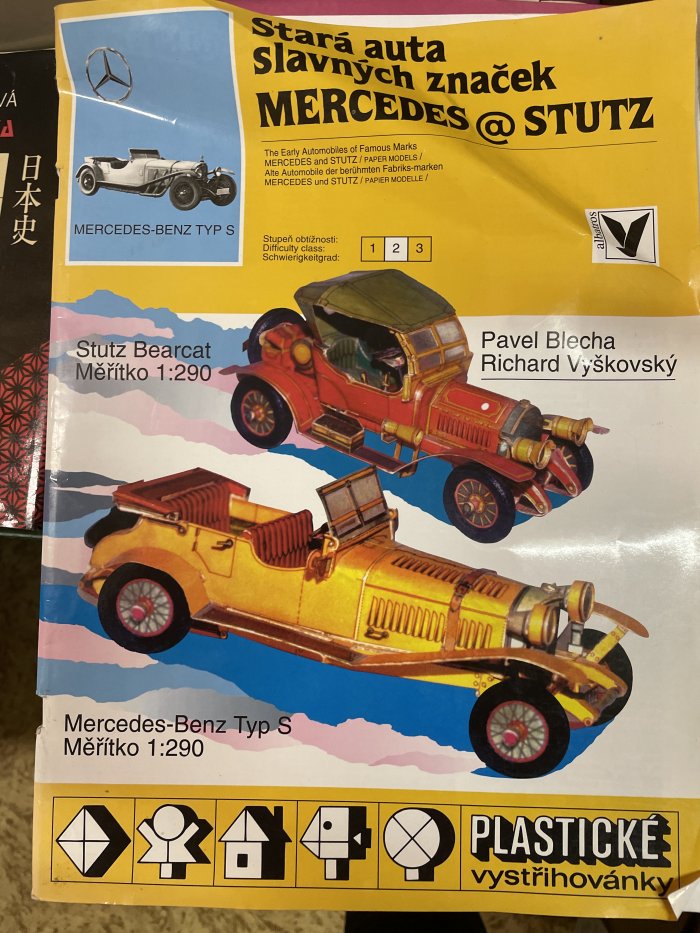 Stará auta
slavných značek
MERCEDES @ STUTZ
The Early Automobiles of Famous Marks
MERCEDES and STUTZ / PAPER MODELS /
Alte Automobile der berühmten Fabriks-marken
MERCEDES und STUTZ / PAPIER MODELLE /
MERCEDES-BENZ TYP S
Stupeň obtížnosti:
Difficulty class:
Schwierigkeitgrad:
1 2 3
albatros
Stutz Bearcat
Měřítko 1:290
Pavel Blecha
Richard Vyškovský
Mercedes-Benz Typ S
Měřítko 1:290
PLASTICKÉ
vystřihovánky
VÁ
日本史